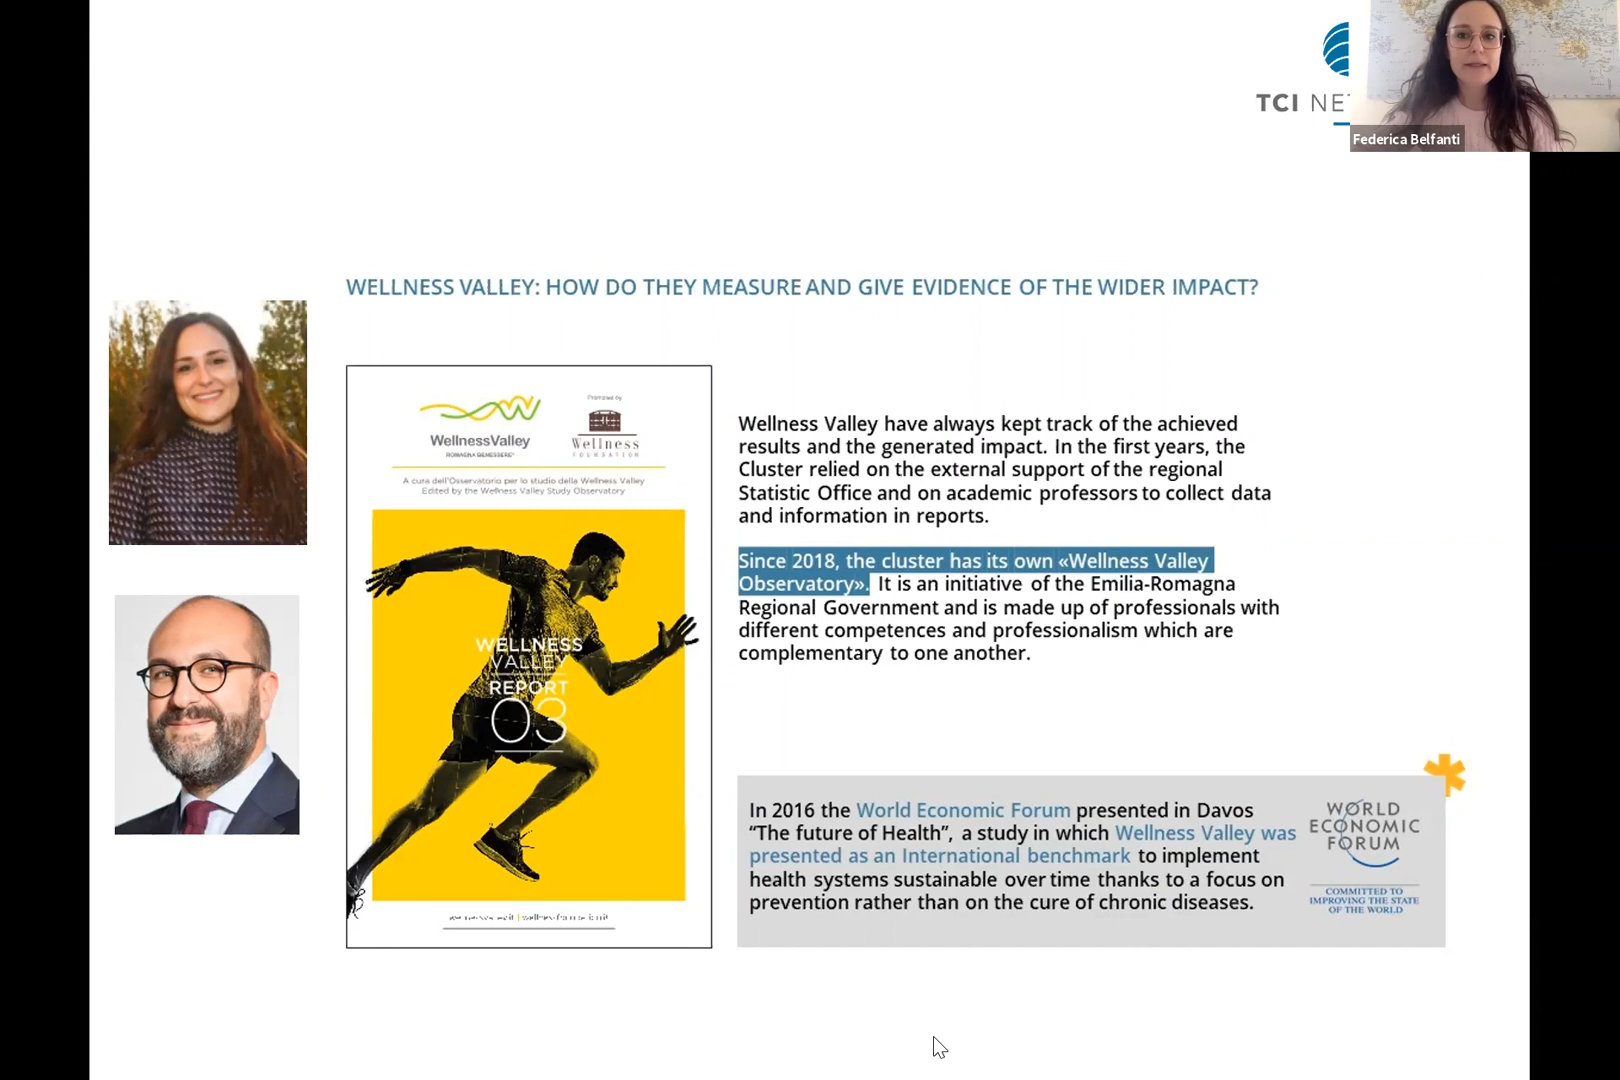 TCI NE
Federica Belfanti
WELLNESS VALLEY: HOW DO THEY MEASURE AND GIVE EVIDENCE OF THE WIDER IMPACT?
WellnessValley
ROMAGNA BENESSERE®
Promoted by
Wellness
FOUNDATION
A cura dell'Osservatorio per lo studio della Wellness Valley
Edited by the Wellness Valley Study Observatory
WELLNESS
VALLEY
REPORT
03
Wellness Valley have always kept track of the achieved
results and the generated impact. In the first years, the
Cluster relied on the external support of the regional
Statistic Office and on academic professors to collect data
and information in reports.
Since 2018, the cluster has its own «Wellness Valley
Observatory». It is an initiative of the Emilia-Romagna
Regional Government and is made up of professionals with
different competences and professionalism which are
complementary to one another.
In 2016 the World Economic Forum presented in Davos
“The future of Health”, a study in which Wellness Valley was
presented as an International benchmark to implement
health systems sustainable over time thanks to a focus on
prevention rather than on the cure of chronic diseases.
WORLD
ECONOMIC
FORUM
COMMITTED TO
IMPROVING THE STATE
OF THE WORLD